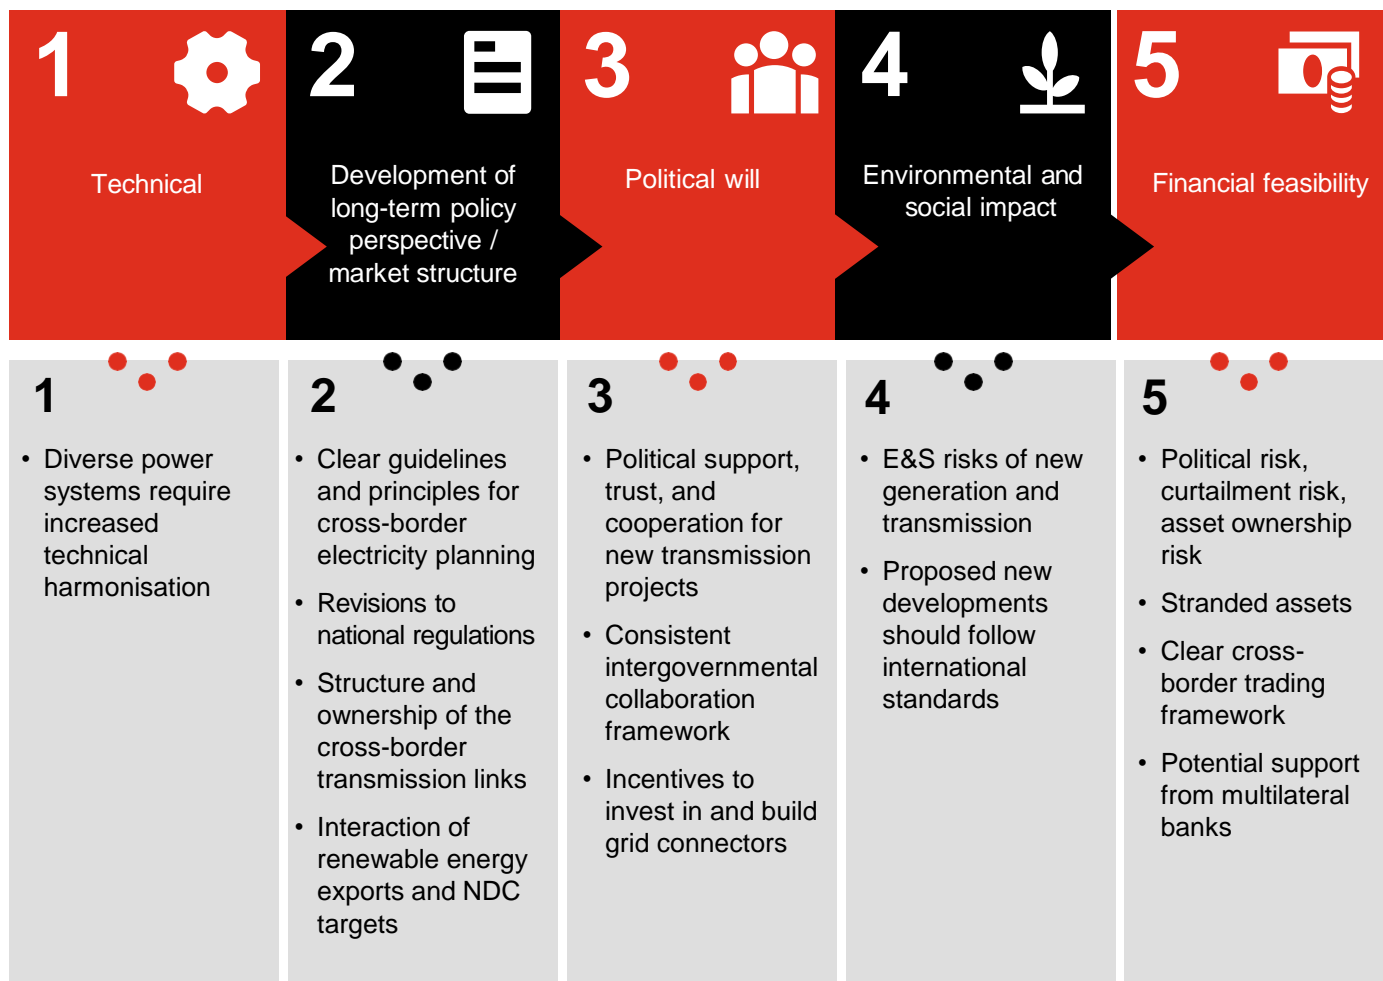 1
Technical
2
Development of
long-term policy
perspective /
market structure
3
Political will
4
Environmental and
social impact
5
Financial feasibility
1
• Diverse power
systems require
increased
technical
harmonisation
2
• Clear guidelines
and principles for
cross-border
electricity planning
• Revisions to
national regulations
• Structure and
ownership of the
cross-border
transmission links
• Interaction of
renewable energy
exports and NDC
targets
3
• Political support,
trust, and
cooperation for
new transmission
projects
• Consistent
intergovernmental
collaboration
framework
• Incentives to
invest in and build
grid connectors
4
• E&S risks of new
generation and
transmission
• Proposed new
developments
should follow
international
standards
5
• Political risk,
curtailment risk,
asset ownership
risk
• Stranded assets
• Clear cross-
border trading
framework
• Potential support
from multilateral
banks